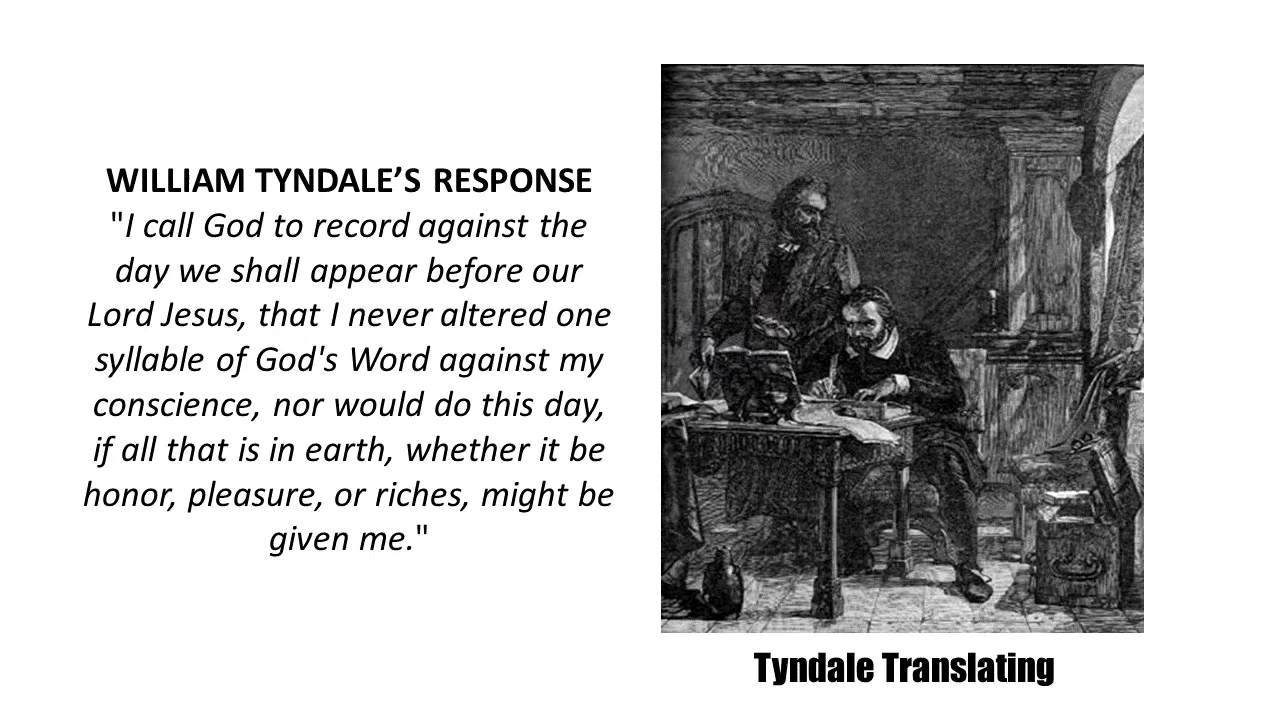 WILLIAM TYNDALE’S RESPONSE
"I call God to record against the
day we shall appear before our
Lord Jesus, that I never altered one
syllable of God's Word against my
conscience, nor would do this day,
if all that is in earth, whether it be
honor, pleasure, or riches, might be
given me."
Tyndale Translating